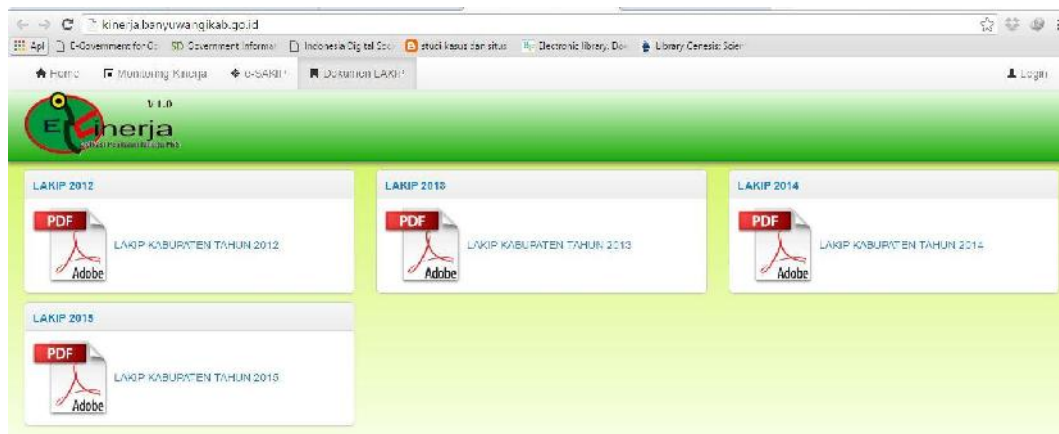 kinerja.banyuwangikab.go.id
Apl E-Government for Go SD Government Informa Indonesia Digital Soc studi kasus dan situs Electronic library. Do Library Genesis: Scien
Home Monitoring Kinerja e-SAKIP Dokumen LAKIP Login
V 1.0
E Kinerja
LAKIP 2012 LAKIP 2013 LAKIP 2014
PDF LAKIP KABUPATEN TAHUN 2012 Adobe
PDF LAKIP KABUPATEN TAHUN 2013 Adobe
PDF LAKIP KABUPATEN TAHUN 2014 Adobe
LAKIP 2015
PDF LAKIP KABUPATEN TAHUN 2015 Adobe